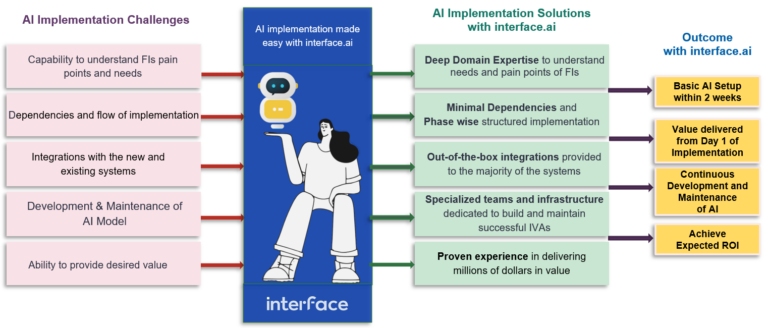 AI Implementation Challenges
Capability to understand FIs pain
points and needs
Dependencies and flow of implementation
Integrations with the new and
existing systems
Development & Maintenance of
AI Model
Ability to provide desired value
AI implementation made
easy with interface.ai
interface
AI Implementation Solutions
with interface.ai
Deep Domain Expertise to understand
needs and pain points of FIs
Minimal Dependencies and
Phase wise structured implementation
Out-of-the-box integrations provided
to the majority of the systems
Specialized teams and infrastructure
dedicated to build and maintain
successful IVAs
Proven experience in delivering
millions of dollars in value
Outcome
with interface.ai
Basic AI Setup
within 2 weeks
Value delivered
from Day 1 of
Implementation
Continuous
Development and
Maintenance
of AI
Achieve
Expected ROI